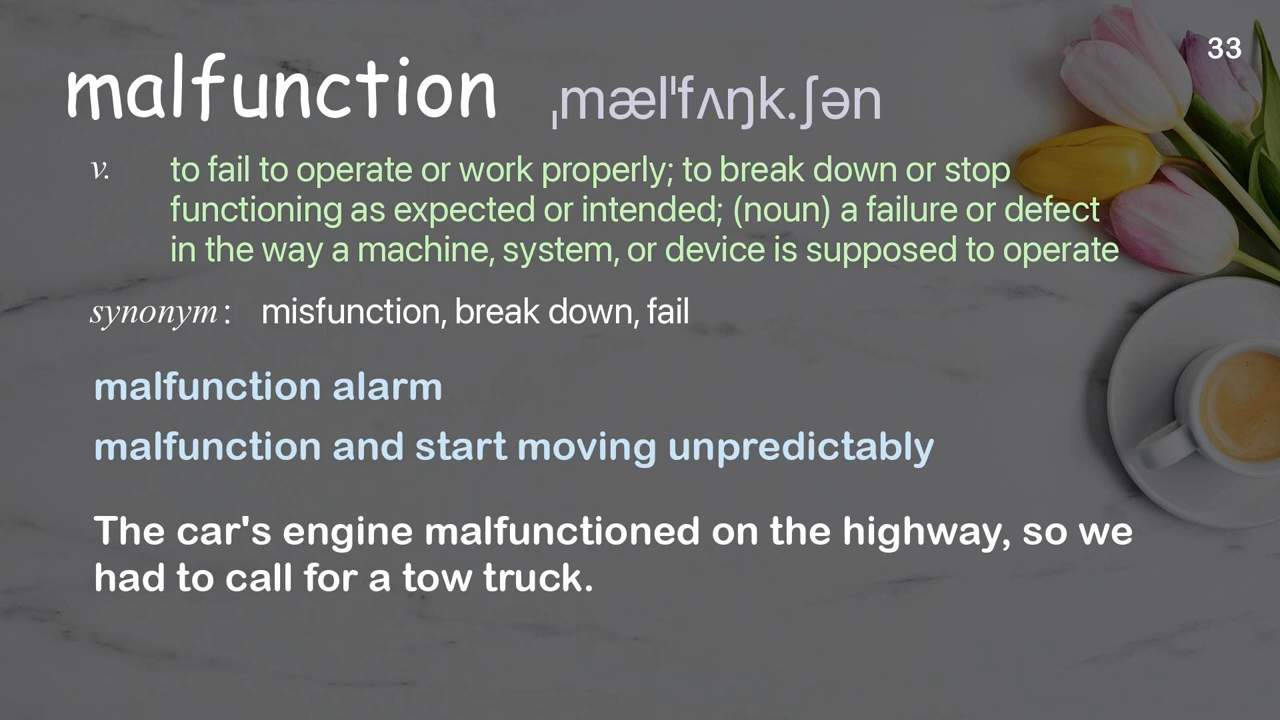 33
malfunction ˌmælˈfʌŋk.ʃən
v. to fail to operate or work properly; to break down or stop
functioning as expected or intended; (noun) a failure or defect
in the way a machine, system, or device is supposed to operate
synonym: misfunction, break down, fail
malfunction alarm
malfunction and start moving unpredictably
The car's engine malfunctioned on the highway, so we
had to call for a tow truck.